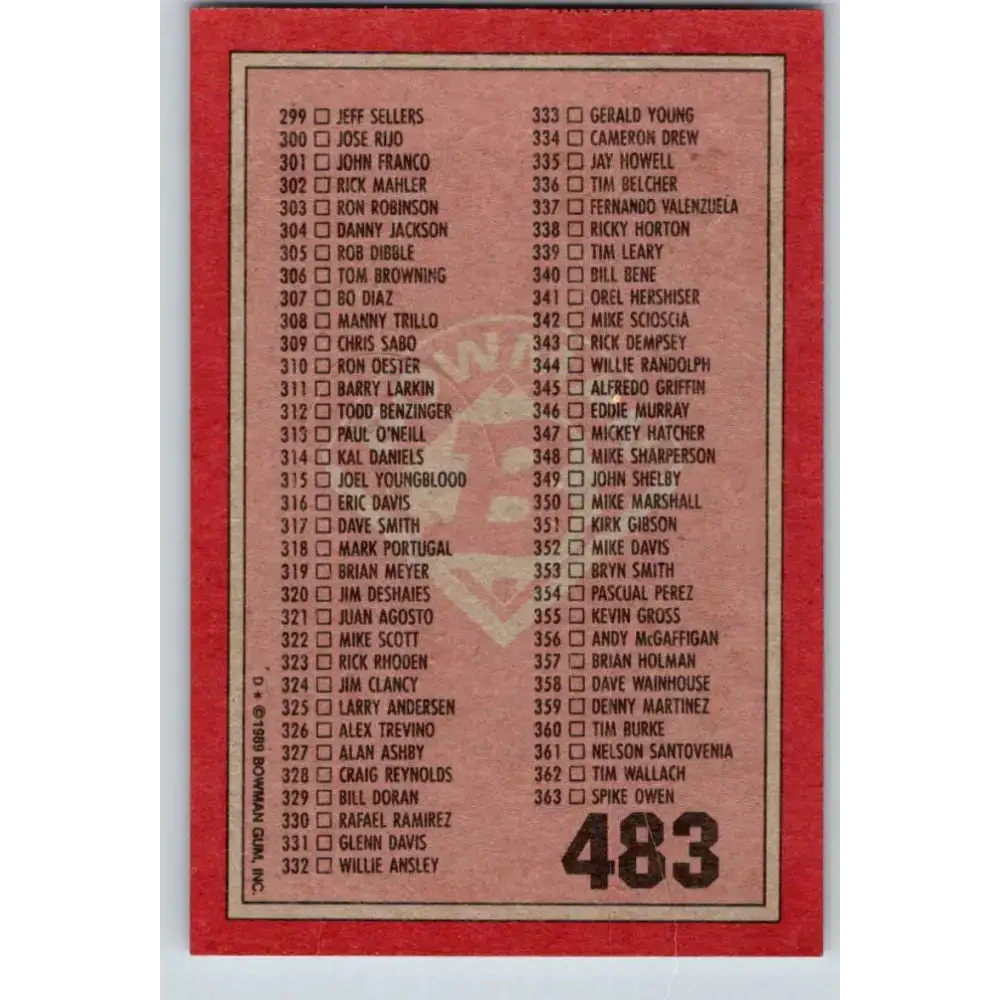 299 □ JEFF SELLERS
300 □ JOSE RIJO
301 □ JOHN FRANCO
302 □ RICK MAHLER
303 □ RON ROBINSON
304 □ DANNY JACKSON
305 □ ROB DIBBLE
306 □ TOM BROWNING
307 □ BO DIAZ
308 □ MANNY TRILLO
309 □ CHRIS SABO
310 □ RON OESTER
311 □ BARRY LARKIN
312 □ TODD BENZINGER
313 □ PAUL O'NEILL
314 □ KAL DANIELS
315 □ JOEL YOUNGBLOOD
316 □ ERIC DAVIS
317 □ DAVE SMITH
318 □ MARK PORTUGAL
319 □ BRIAN MEYER
320 □ JIM DESHAIES
321 □ JUAN AGOSTO
322 □ MIKE SCOTT
323 □ RICK RHODEN
324 □ JIM CLANCY
325 □ LARRY ANDERSEN
326 □ ALEX TREVINO
327 □ ALAN ASHBY
328 □ CRAIG REYNOLDS
329 □ BILL DORAN
330 □ RAFAEL RAMIREZ
331 □ GLENN DAVIS
332 □ WILLIE ANSLEY
333 □ GERALD YOUNG
334 □ CAMERON DREW
335 □ JAY HOWELL
336 □ TIM BELCHER
337 □ FERNANDO VALENZUELA
338 □ RICKY HORTON
339 □ TIM LEARY
340 □ BILL BENE
341 □ OREL HERSHISER
342 □ MIKE SCIOSCIA
343 □ RICK DEMPSEY
344 □ WILLIE RANDOLPH
345 □ ALFREDO GRIFFIN
346 □ EDDIE MURRAY
347 □ MICKEY HATCHER
348 □ MIKE SHARPERSON
349 □ JOHN SHELBY
350 □ MIKE MARSHALL
351 □ KIRK GIBSON
352 □ MIKE DAVIS
353 □ BRYN SMITH
354 □ PASCUAL PEREZ
355 □ KEVIN GROSS
356 □ ANDY McGAFFIGAN
357 □ BRIAN HOLMAN
358 □ DAVE WAINHOUSE
359 □ DENNY MARTINEZ
360 □ TIM BURKE
361 □ NELSON SANTOVENIA
362 □ TIM WALLACH
363 □ SPIKE OWEN
483
D * ©1989 BOWMAN GUM, INC.